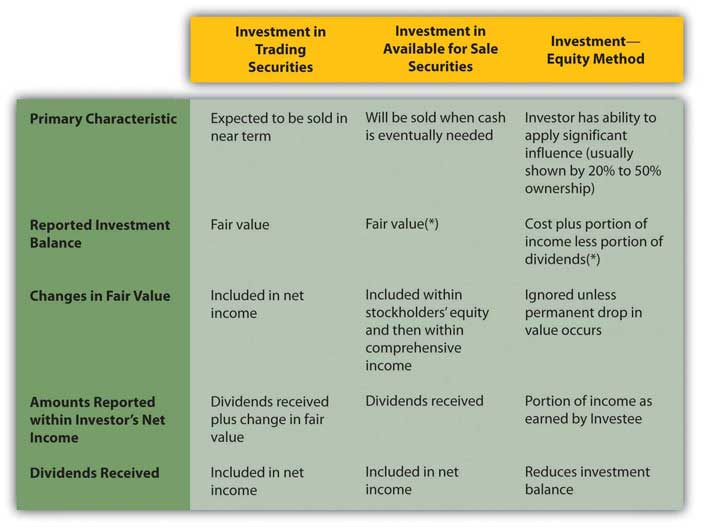 Investment in
Trading
Securities
Investment in
Available for Sale
Securities
Investment—
Equity Method
Primary Characteristic
Expected to be sold in
near term
Will be sold when cash
is eventually needed
Investor has ability to
apply significant
influence (usually
shown by 20% to 50%
ownership)
Reported Investment
Balance
Fair value
Fair value(*)
Cost plus portion of
income less portion of
dividends(*)
Changes in Fair Value
Included in net
income
Included within
stockholders’ equity
and then within
comprehensive
income
Ignored unless
permanent drop in
value occurs
Amounts Reported
within Investor’s Net
Income
Dividends received
plus change in fair
value
Dividends received
Portion of income as
earned by Investee
Dividends Received
Included in net
income
Included in net
income
Reduces investment
balance